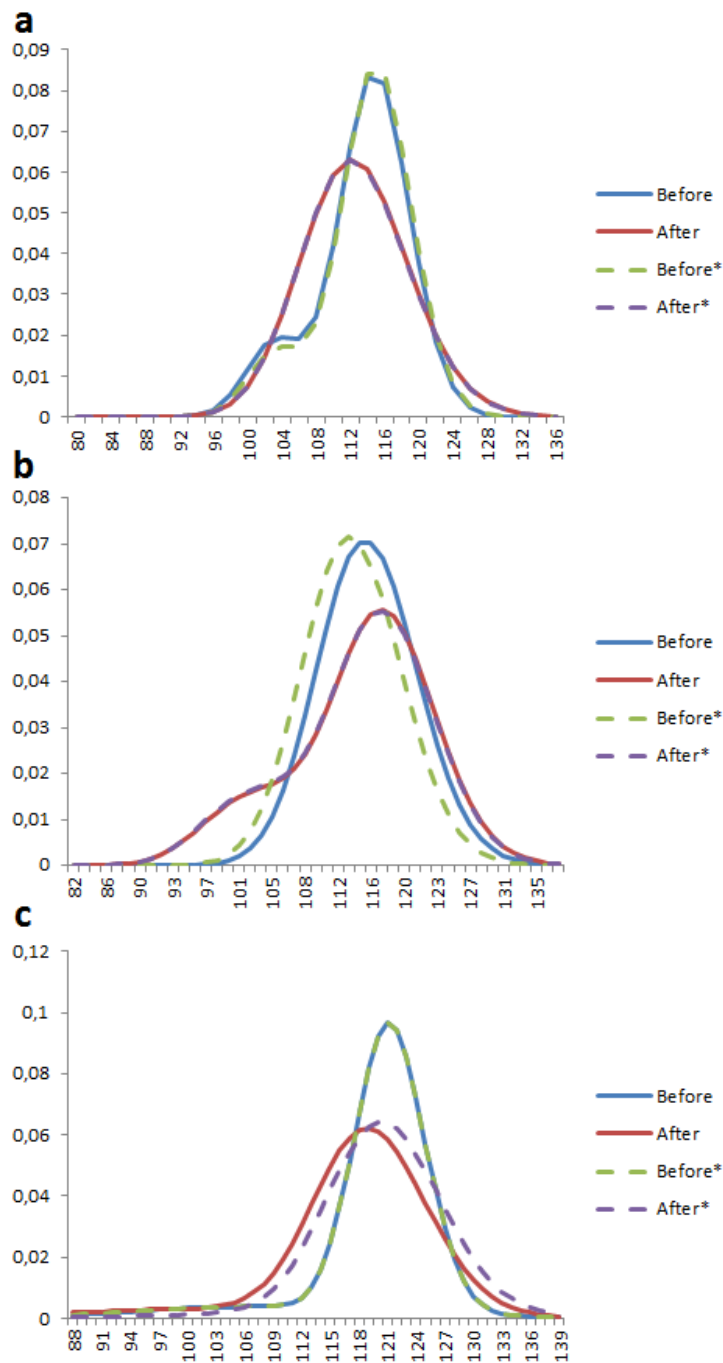 a
0,09
0,08
0,07
0,06
0,05
0,04
0,03
0,02
0,01
0
80 84 88 92 96 100 104 108 112 116 120 124 128 132 136
Before
After
Before*
After*
b
0,08
0,07
0,06
0,05
0,04
0,03
0,02
0,01
0
82 86 90 93 97 101 105 108 112 116 120 123 127 131 135
Before
After
Before*
After*
c
0,12
0,1
0,08
0,06
0,04
0,02
0
88 91 94 97 100 103 106 109 112 115 118 121 124 127 130 133 136 139
Before
After
Before*
After*